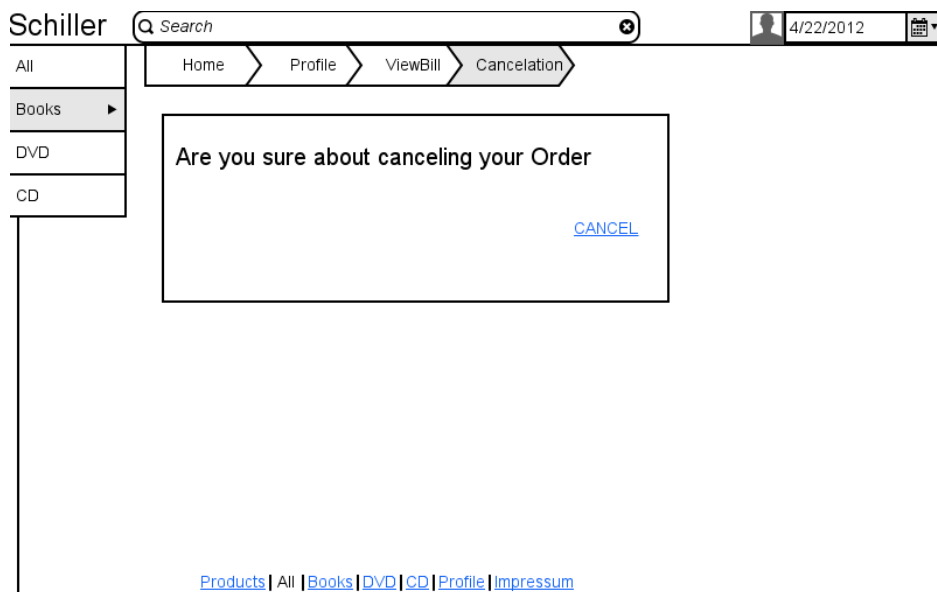 Schiller Search 4/22/2012
Home Profile ViewBill Cancelation
All
Books
DVD
CD
Are you sure about canceling your Order
CANCEL
Products | All | Books | DVD | CD | Profile | Impressum